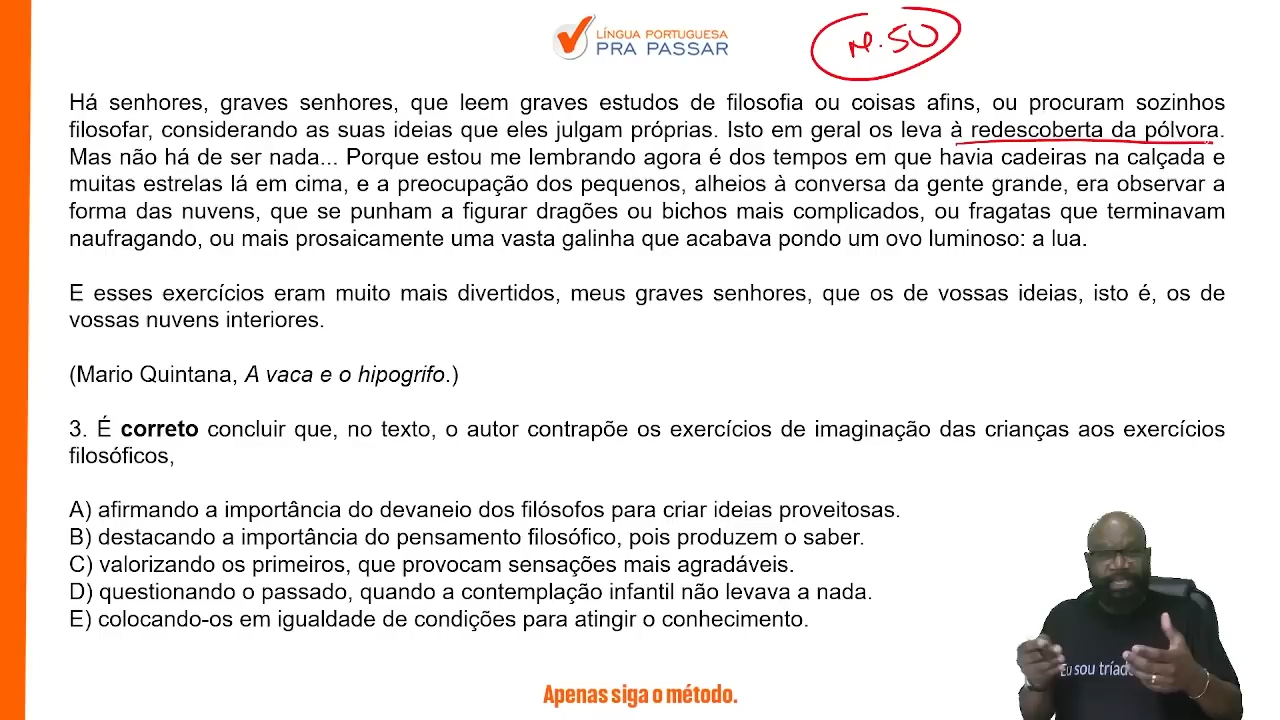 LÍNGUA PORTUGUESA
PRA PASSAR
Há senhores, graves senhores, que leem graves estudos de filosofia ou coisas afins, ou procuram sozinhos
filosofar, considerando as suas ideias que eles julgam próprias. Isto em geral os leva à redescoberta da pólvora.
Mas não há de ser nada... Porque estou me lembrando agora é dos tempos em que havia cadeiras na calçada e
muitas estrelas lá em cima, e a preocupação dos pequenos, alheios à conversa da gente grande, era observar a
forma das nuvens, que se punham a figurar dragões ou bichos mais complicados, ou fragatas que terminavam
naufragando, ou mais prosaicamente uma vasta galinha que acabava pondo um ovo luminoso: a lua.
E esses exercícios eram muito mais divertidos, meus graves senhores, que os de vossas ideias, isto é, os de
vossas nuvens interiores.
(Mario Quintana, A vaca e o hipogrifo.)
3. É correto concluir que, no texto, o autor contrapõe os exercícios de imaginação das crianças aos exercícios
filosóficos,
A) afirmando a importância do devaneio dos filósofos para criar ideias proveitosas.
B) destacando a importância do pensamento filosófico, pois produzem o saber.
C) valorizando os primeiros, que provocam sensações mais agradáveis.
D) questionando o passado, quando a contemplação infantil não levava a nada.
E) colocando-os em igualdade de condições para atingir o conhecimento.
Eu sou tríade
Apenas siga o método.